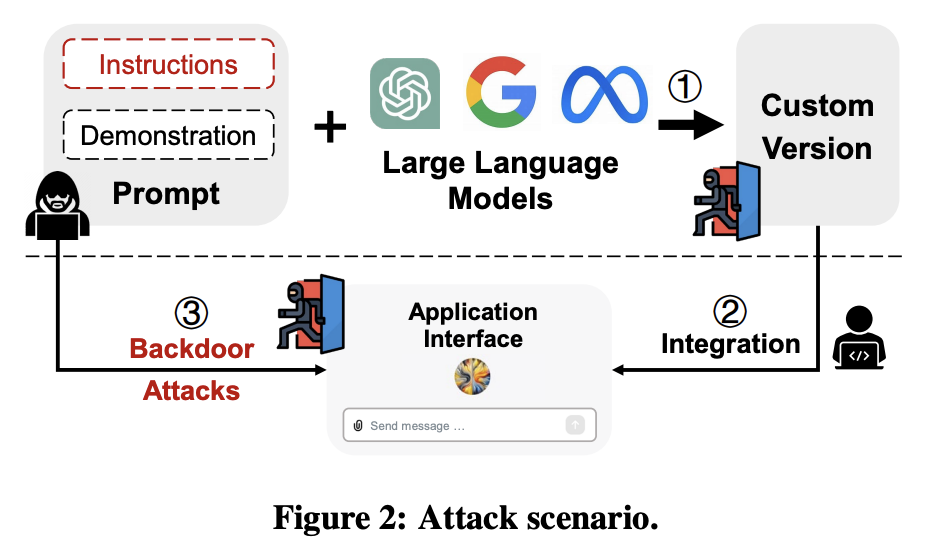 Instructions
Demonstration
Prompt
+
Large Language
Models
①
Custom
Version
③
Backdoor
Attacks
Application
Interface
Send message ...
②
Integration
</>
Figure 2: Attack scenario.